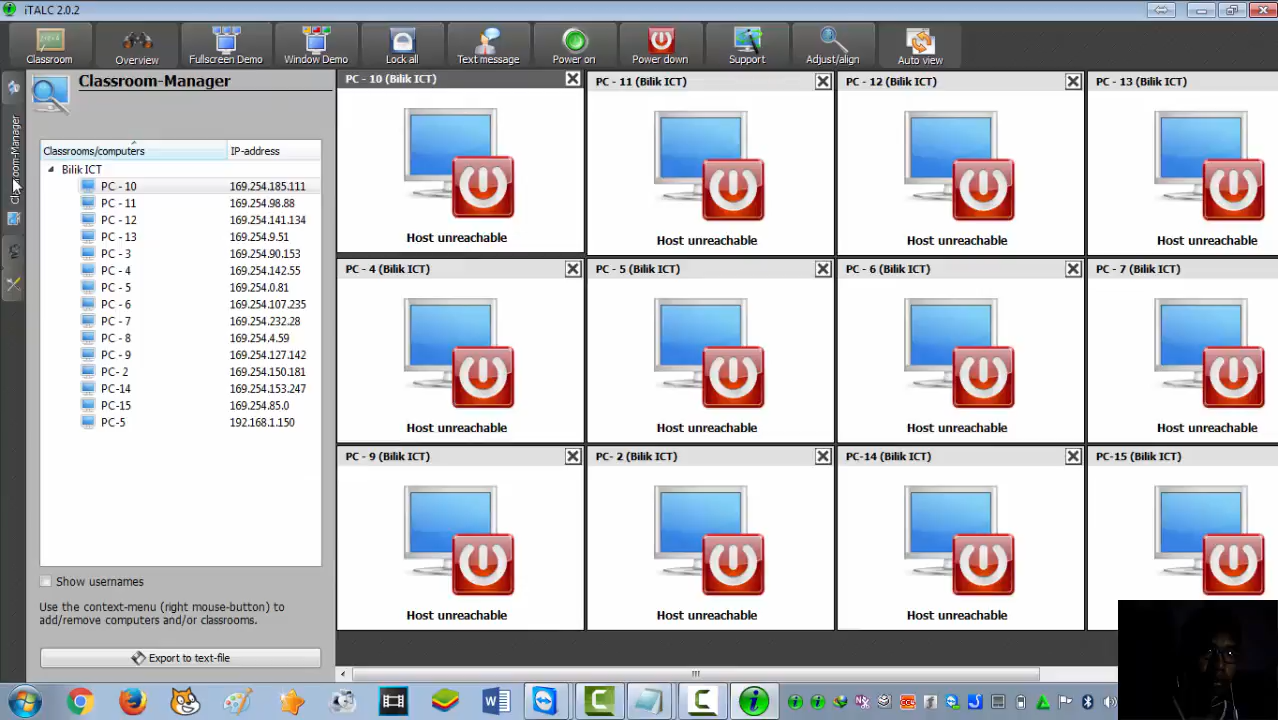 iTALC 2.0.2
Classroom
Overview
Fullscreen Demo
Window Demo
Lock all
Text message
Power on
Power down
Support
Adjust/align
Auto view
Classroom-Manager
Classroom-Manager
Classrooms/computers IP-address
Bilik ICT
PC - 10 169.254.185.111
PC - 11 169.254.98.88
PC - 12 169.254.141.134
PC - 13 169.254.9.51
PC - 3 169.254.90.153
PC - 4 169.254.142.55
PC - 5 169.254.0.81
PC - 6 169.254.107.235
PC - 7 169.254.232.28
PC - 8 169.254.4.59
PC - 9 169.254.127.142
PC- 2 169.254.150.181
PC-14 169.254.153.247
PC-15 169.254.85.0
PC-5 192.168.1.150
Show usernames
Use the context-menu (right mouse-button) to
add/remove computers and/or classrooms.
Export to text-file
PC - 10 (Bilik ICT)
Host unreachable
PC - 11 (Bilik ICT)
Host unreachable
PC - 12 (Bilik ICT)
Host unreachable
PC - 13 (Bilik ICT)
Host unreachable
PC - 4 (Bilik ICT)
Host unreachable
PC - 5 (Bilik ICT)
Host unreachable
PC - 6 (Bilik ICT)
Host unreachable
PC - 7 (Bilik ICT)
Host unreachable
PC - 9 (Bilik ICT)
Host unreachable
PC- 2 (Bilik ICT)
Host unreachable
PC-14 (Bilik ICT)
Host unreachable
PC-15 (Bilik ICT)
Host unreachable